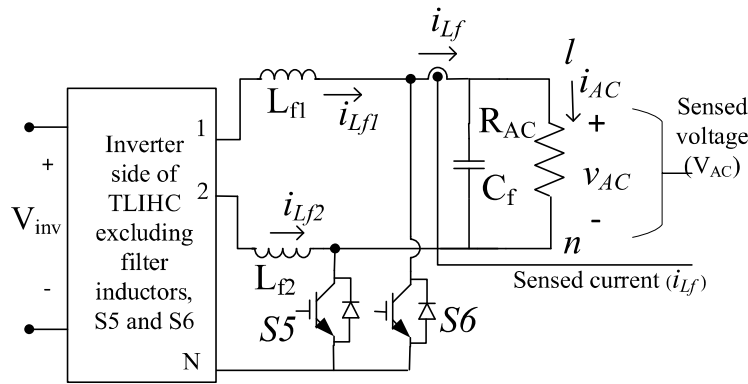 i_Lf
l
1
L_f1
i_Lf1
i_AC
Sensed
voltage
(V_AC)
+
V_inv
-
Inverter
side of
TLIHC
excluding
filter
inductors,
S5 and S6
2
R_AC
C_f
+
v_AC
-
i_Lf2
L_f2
n
Sensed current (i_Lf)
S5
S6
N